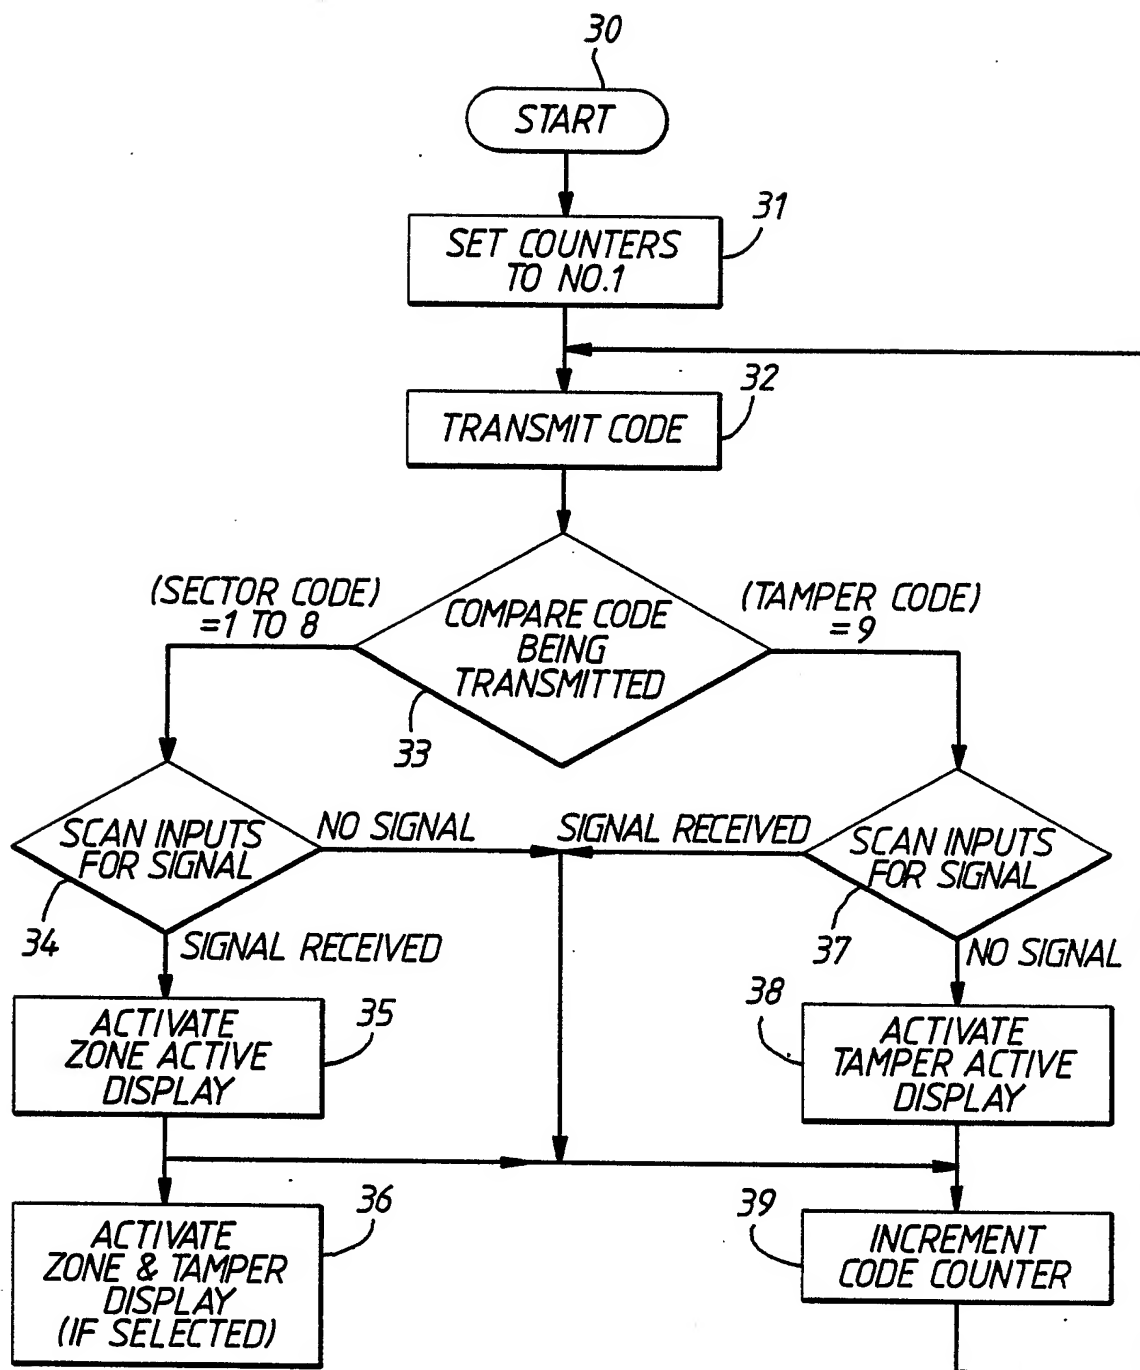 30
START
31
SET COUNTERS
TO NO.1
32
TRANSMIT CODE
(SECTOR CODE)
=1 TO 8
COMPARE CODE
BEING
TRANSMITTED
(TAMPER CODE)
=9
33
SCAN INPUTS
FOR SIGNAL
NO SIGNAL
SIGNAL RECEIVED
SCAN INPUTS
FOR SIGNAL
34
SIGNAL RECEIVED
37
NO SIGNAL
35
ACTIVATE
ZONE ACTIVE
DISPLAY
38
ACTIVATE
TAMPER ACTIVE
DISPLAY
36
ACTIVATE
ZONE & TAMPER
DISPLAY
(IF SELECTED)
39
INCREMENT
CODE COUNTER